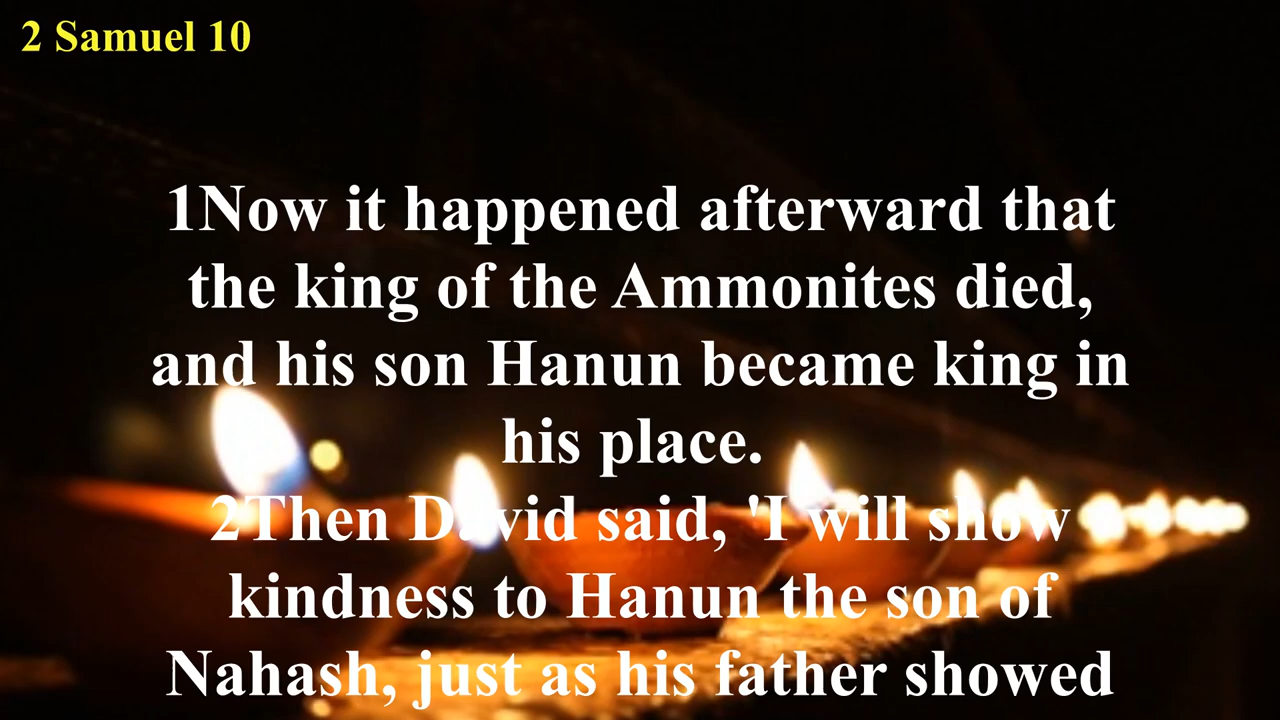 2 Samuel 10
1Now it happened afterward that
the king of the Ammonites died,
and his son Hanun became king in
his place.
2Then David said, 'I will show
kindness to Hanun the son of
Nahash, just as his father showed